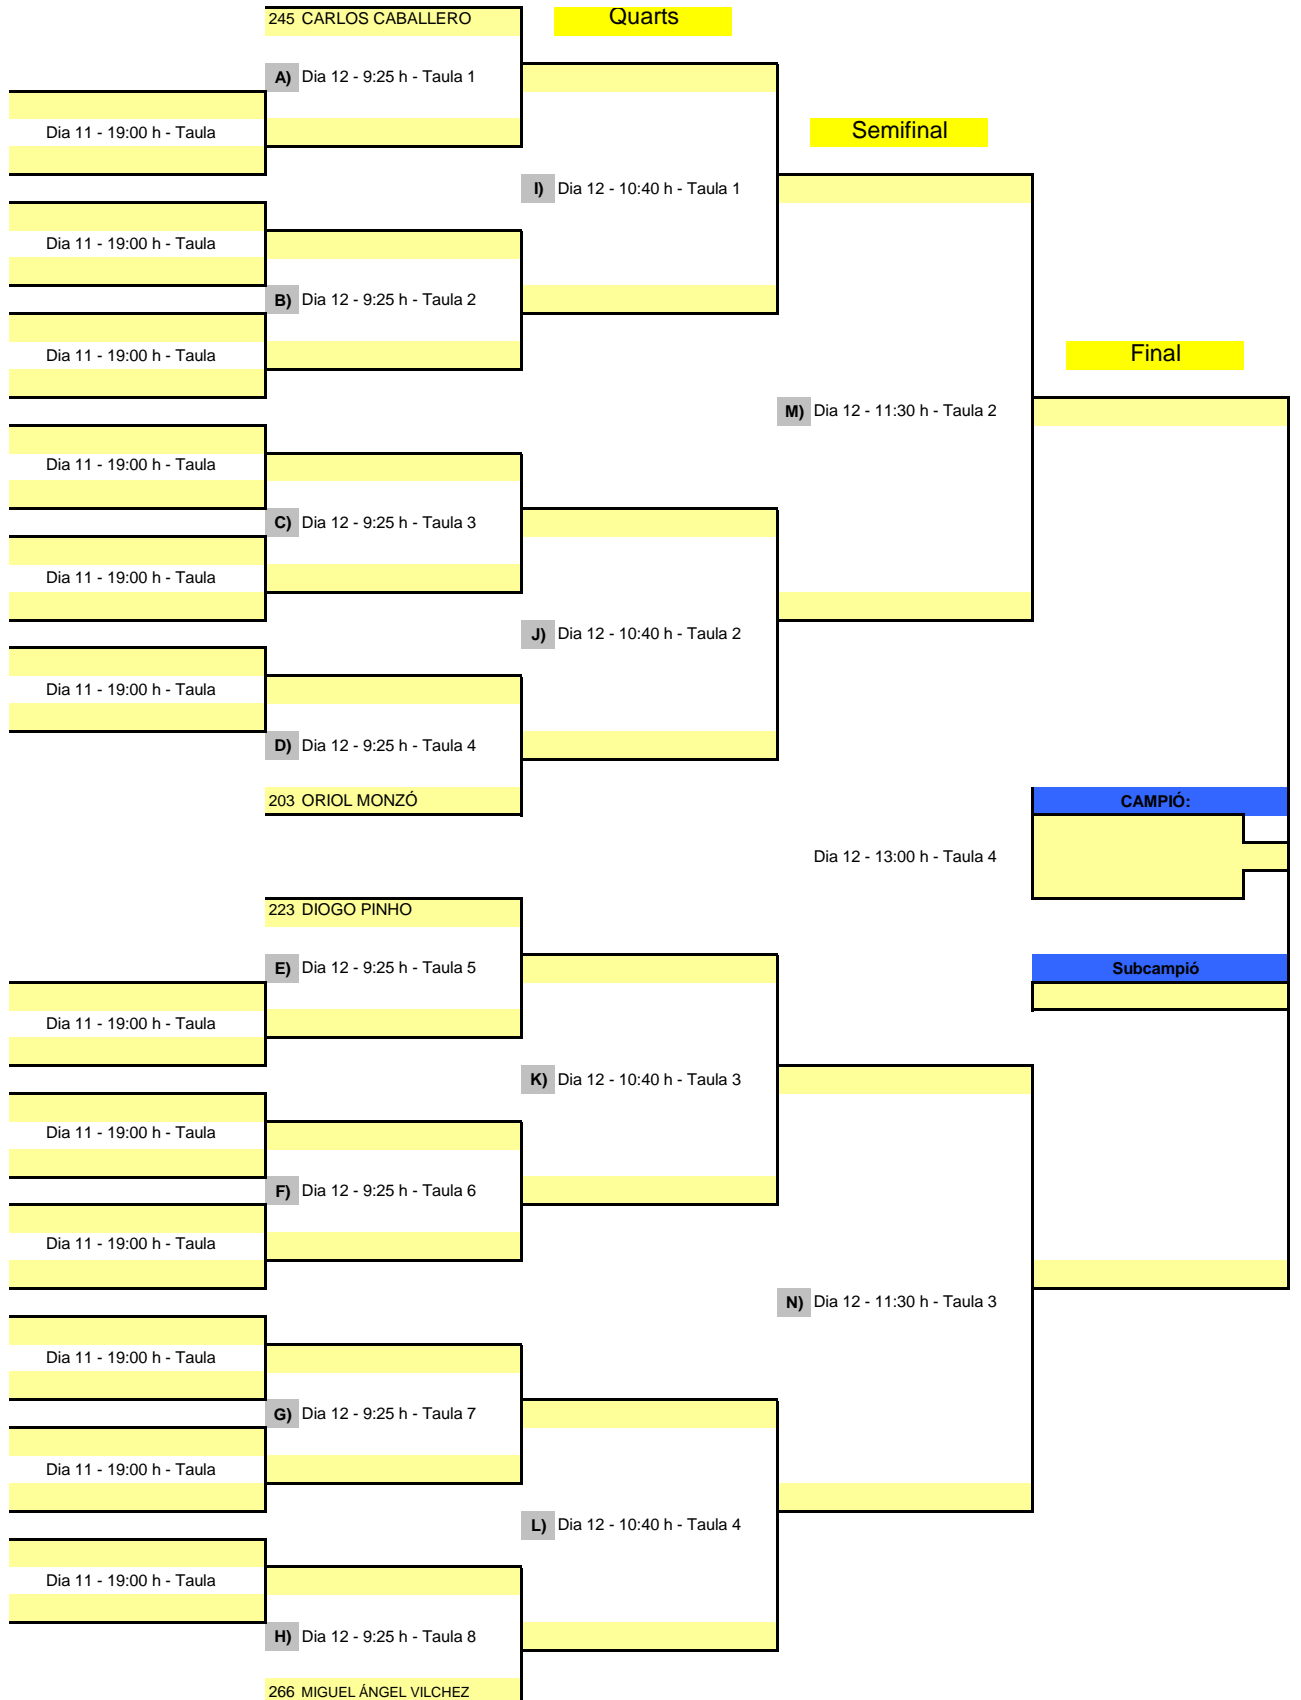 245 CARLOS CABALLERO
Quarts
A) Dia 12 - 9:25 h - Taula 1
Dia 11 - 19:00 h - Taula
Semifinal
I) Dia 12 - 10:40 h - Taula 1
Dia 11 - 19:00 h - Taula
B) Dia 12 - 9:25 h - Taula 2
Dia 11 - 19:00 h - Taula
Final
M) Dia 12 - 11:30 h - Taula 2
Dia 11 - 19:00 h - Taula
C) Dia 12 - 9:25 h - Taula 3
Dia 11 - 19:00 h - Taula
J) Dia 12 - 10:40 h - Taula 2
Dia 11 - 19:00 h - Taula
D) Dia 12 - 9:25 h - Taula 4
203 ORIOL MONZÓ
CAMPIÓ:
Dia 12 - 13:00 h - Taula 4
223 DIOGO PINHO
E) Dia 12 - 9:25 h - Taula 5
Subcampió
Dia 11 - 19:00 h - Taula
K) Dia 12 - 10:40 h - Taula 3
Dia 11 - 19:00 h - Taula
F) Dia 12 - 9:25 h - Taula 6
Dia 11 - 19:00 h - Taula
N) Dia 12 - 11:30 h - Taula 3
Dia 11 - 19:00 h - Taula
G) Dia 12 - 9:25 h - Taula 7
Dia 11 - 19:00 h - Taula
L) Dia 12 - 10:40 h - Taula 4
Dia 11 - 19:00 h - Taula
H) Dia 12 - 9:25 h - Taula 8
266 MIGUEL ÁNGEL VILCHEZ